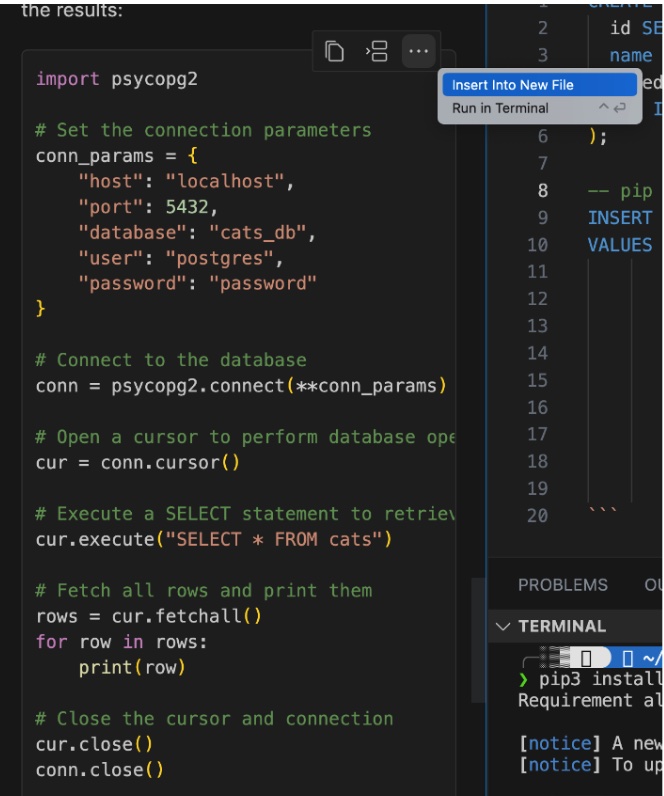 the results:
import psycopg2
# Set the connection parameters
conn_params = {
    "host": "localhost",
    "port": 5432,
    "database": "cats_db",
    "user": "postgres",
    "password": "password"
}
# Connect to the database
conn = psycopg2.connect(**conn_params)
# Open a cursor to perform database ope
cur = conn.cursor()
# Execute a SELECT statement to retriev
cur.execute("SELECT * FROM cats")
# Fetch all rows and print them
rows = cur.fetchall()
for row in rows:
    print(row)
# Close the cursor and connection
cur.close()
conn.close()
Insert Into New File
Run in Terminal ^⏎
CREATE
2 id SE
3 name
ed
I
6 );
7
8 -- pip
9 INSERT
10 VALUES
11
12
13
14
15
16
17
18
19
20 ```
PROBLEMS OU
TERMINAL
~/
❯ pip3 install
Requirement al
[notice] A new
[notice] To up